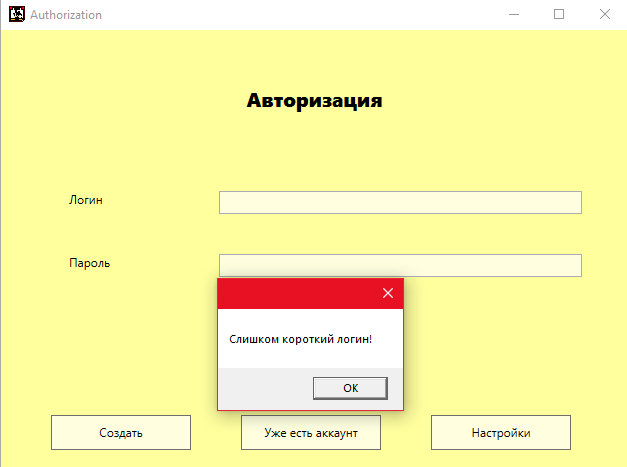 Authorization
Авторизация
Логин
Пароль
Слишком короткий логин!
OK
Создать
Уже есть аккаунт
Настройки